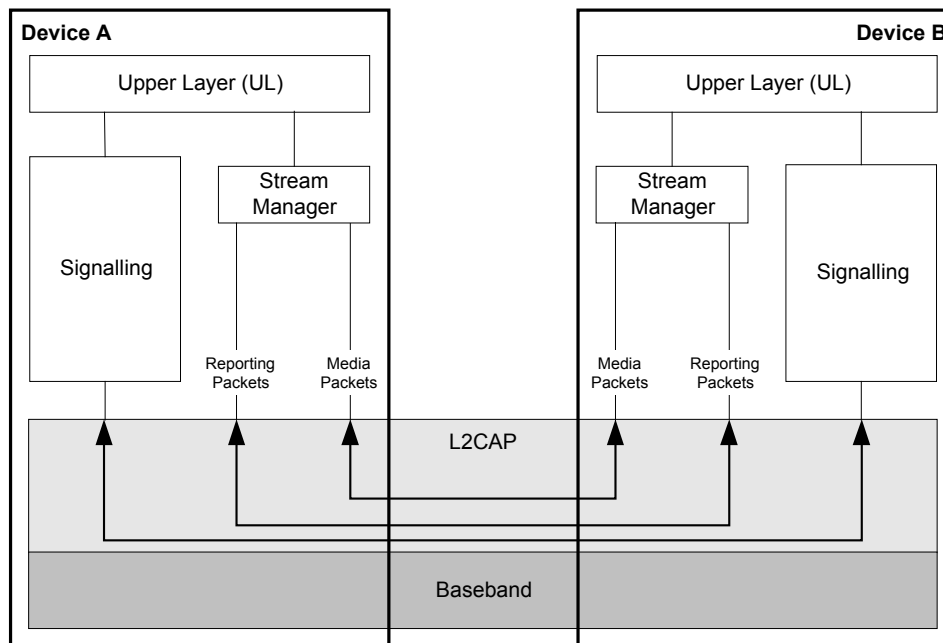 Device A
Device B
Upper Layer (UL)
Upper Layer (UL)
Stream
Manager
Stream
Manager
Signalling
Signalling
Reporting
Packets
Media
Packets
Media
Packets
Reporting
Packets
L2CAP
Baseband